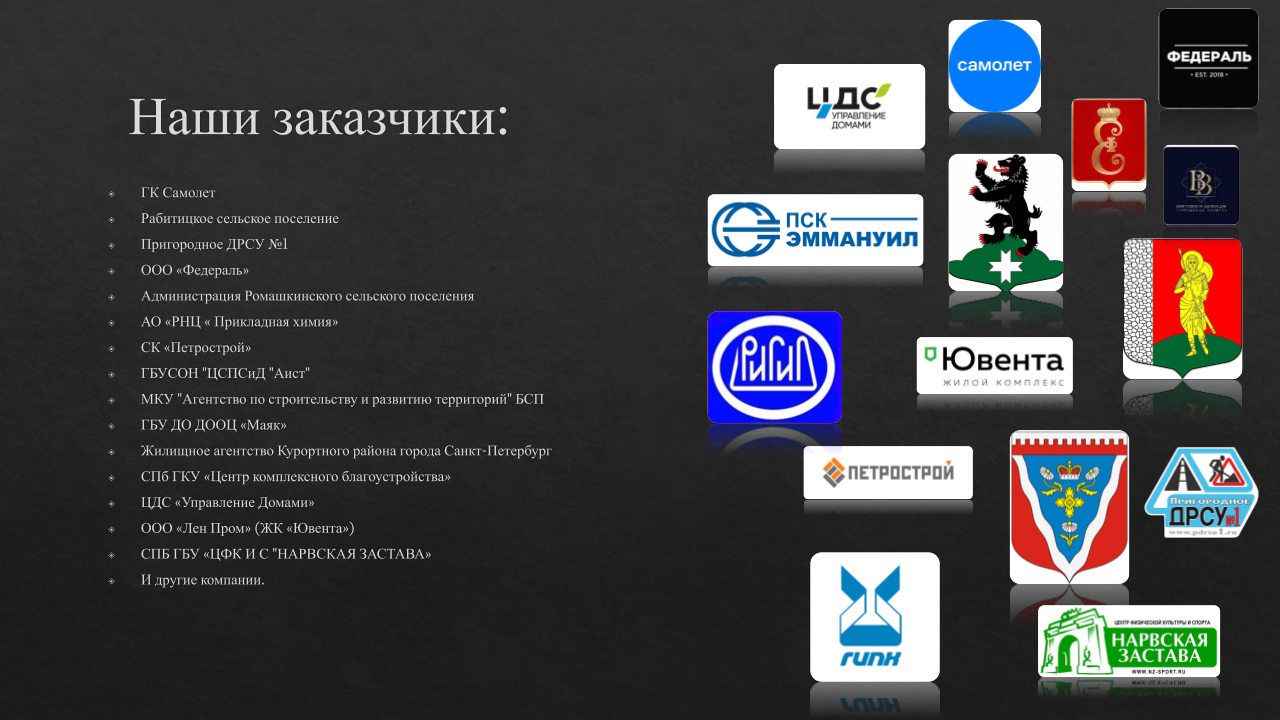 Наши заказчики:
ГК Самолет
Рабитицкое сельское поселение
Пригородное ДРСУ №1
ООО «Федераль»
Администрация Ромашкинского сельского поселения
АО «РНЦ « Прикладная химия»
СК «Петрострой»
ГБУСОН "ЦСПСиД "Аист"
МКУ "Агентство по строительству и развитию территорий" БСП
ГБУ ДО ДООЦ «Маяк»
Жилищное агентство Курортного района города Санкт-Петербург
СПб ГКУ «Центр комплексного благоустройства»
ЦДС «Управление Домами»
ООО «Лен Пром» (ЖК «Ювента»)
СПБ ГБУ «ЦФК И С "НАРВСКАЯ ЗАСТАВА»
И другие компании.
самолет
ФЕДЕРАЛЬ
• EST. 2018 •
ЦДС
УПРАВЛЕНИЕ
ДОМАМИ
ПСК
ЭММАНУИЛ
РИГИЛ
Ювента
ЖИЛОЙ КОМПЛЕКС
ПЕТРОСТРОЙ
Пригородное
ДРСУ№1
www.pdrsu1.ru
гипх
ЦЕНТР ФИЗИЧЕСКОЙ КУЛЬТУРЫ И СПОРТА
НАРВСКАЯ
ЗАСТАВА
WWW.NZ-SPORT.RU